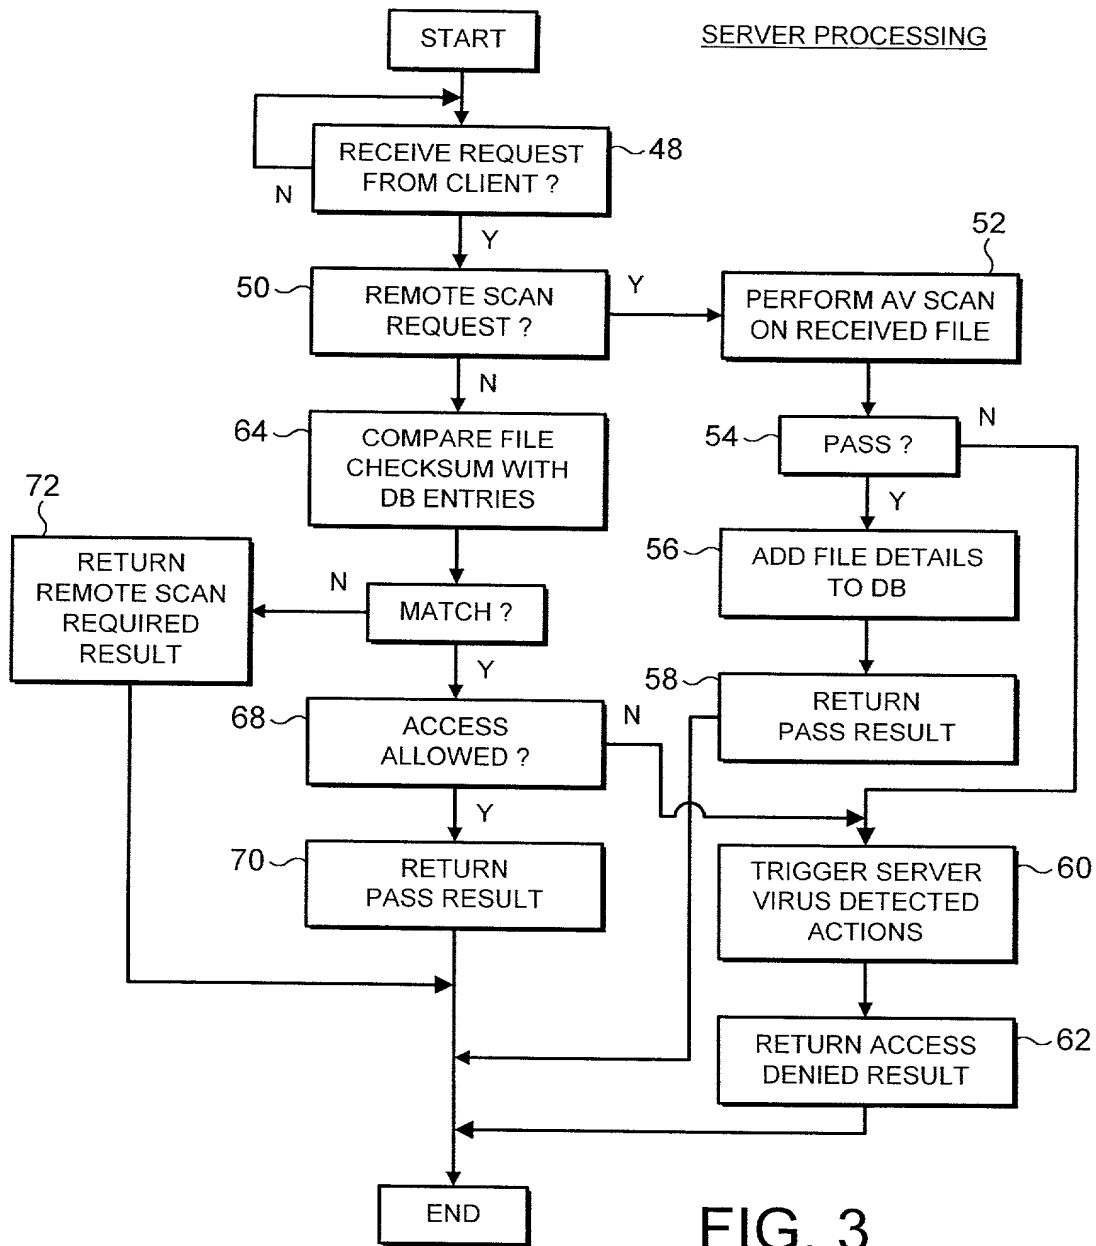 START
SERVER PROCESSING
RECEIVE REQUEST
FROM CLIENT ?
48
N
Y
50
REMOTE SCAN
REQUEST ?
Y
52
PERFORM AV SCAN
ON RECEIVED FILE
N
64
COMPARE FILE
CHECKSUM WITH
DB ENTRIES
54
PASS ?
N
Y
72
RETURN
REMOTE SCAN
REQUIRED
RESULT
N
MATCH ?
56
ADD FILE DETAILS
TO DB
Y
68
ACCESS
ALLOWED ?
N
58
RETURN
PASS RESULT
Y
70
RETURN
PASS RESULT
TRIGGER SERVER
VIRUS DETECTED
ACTIONS
60
RETURN ACCESS
DENIED RESULT
62
END
FIG. 3